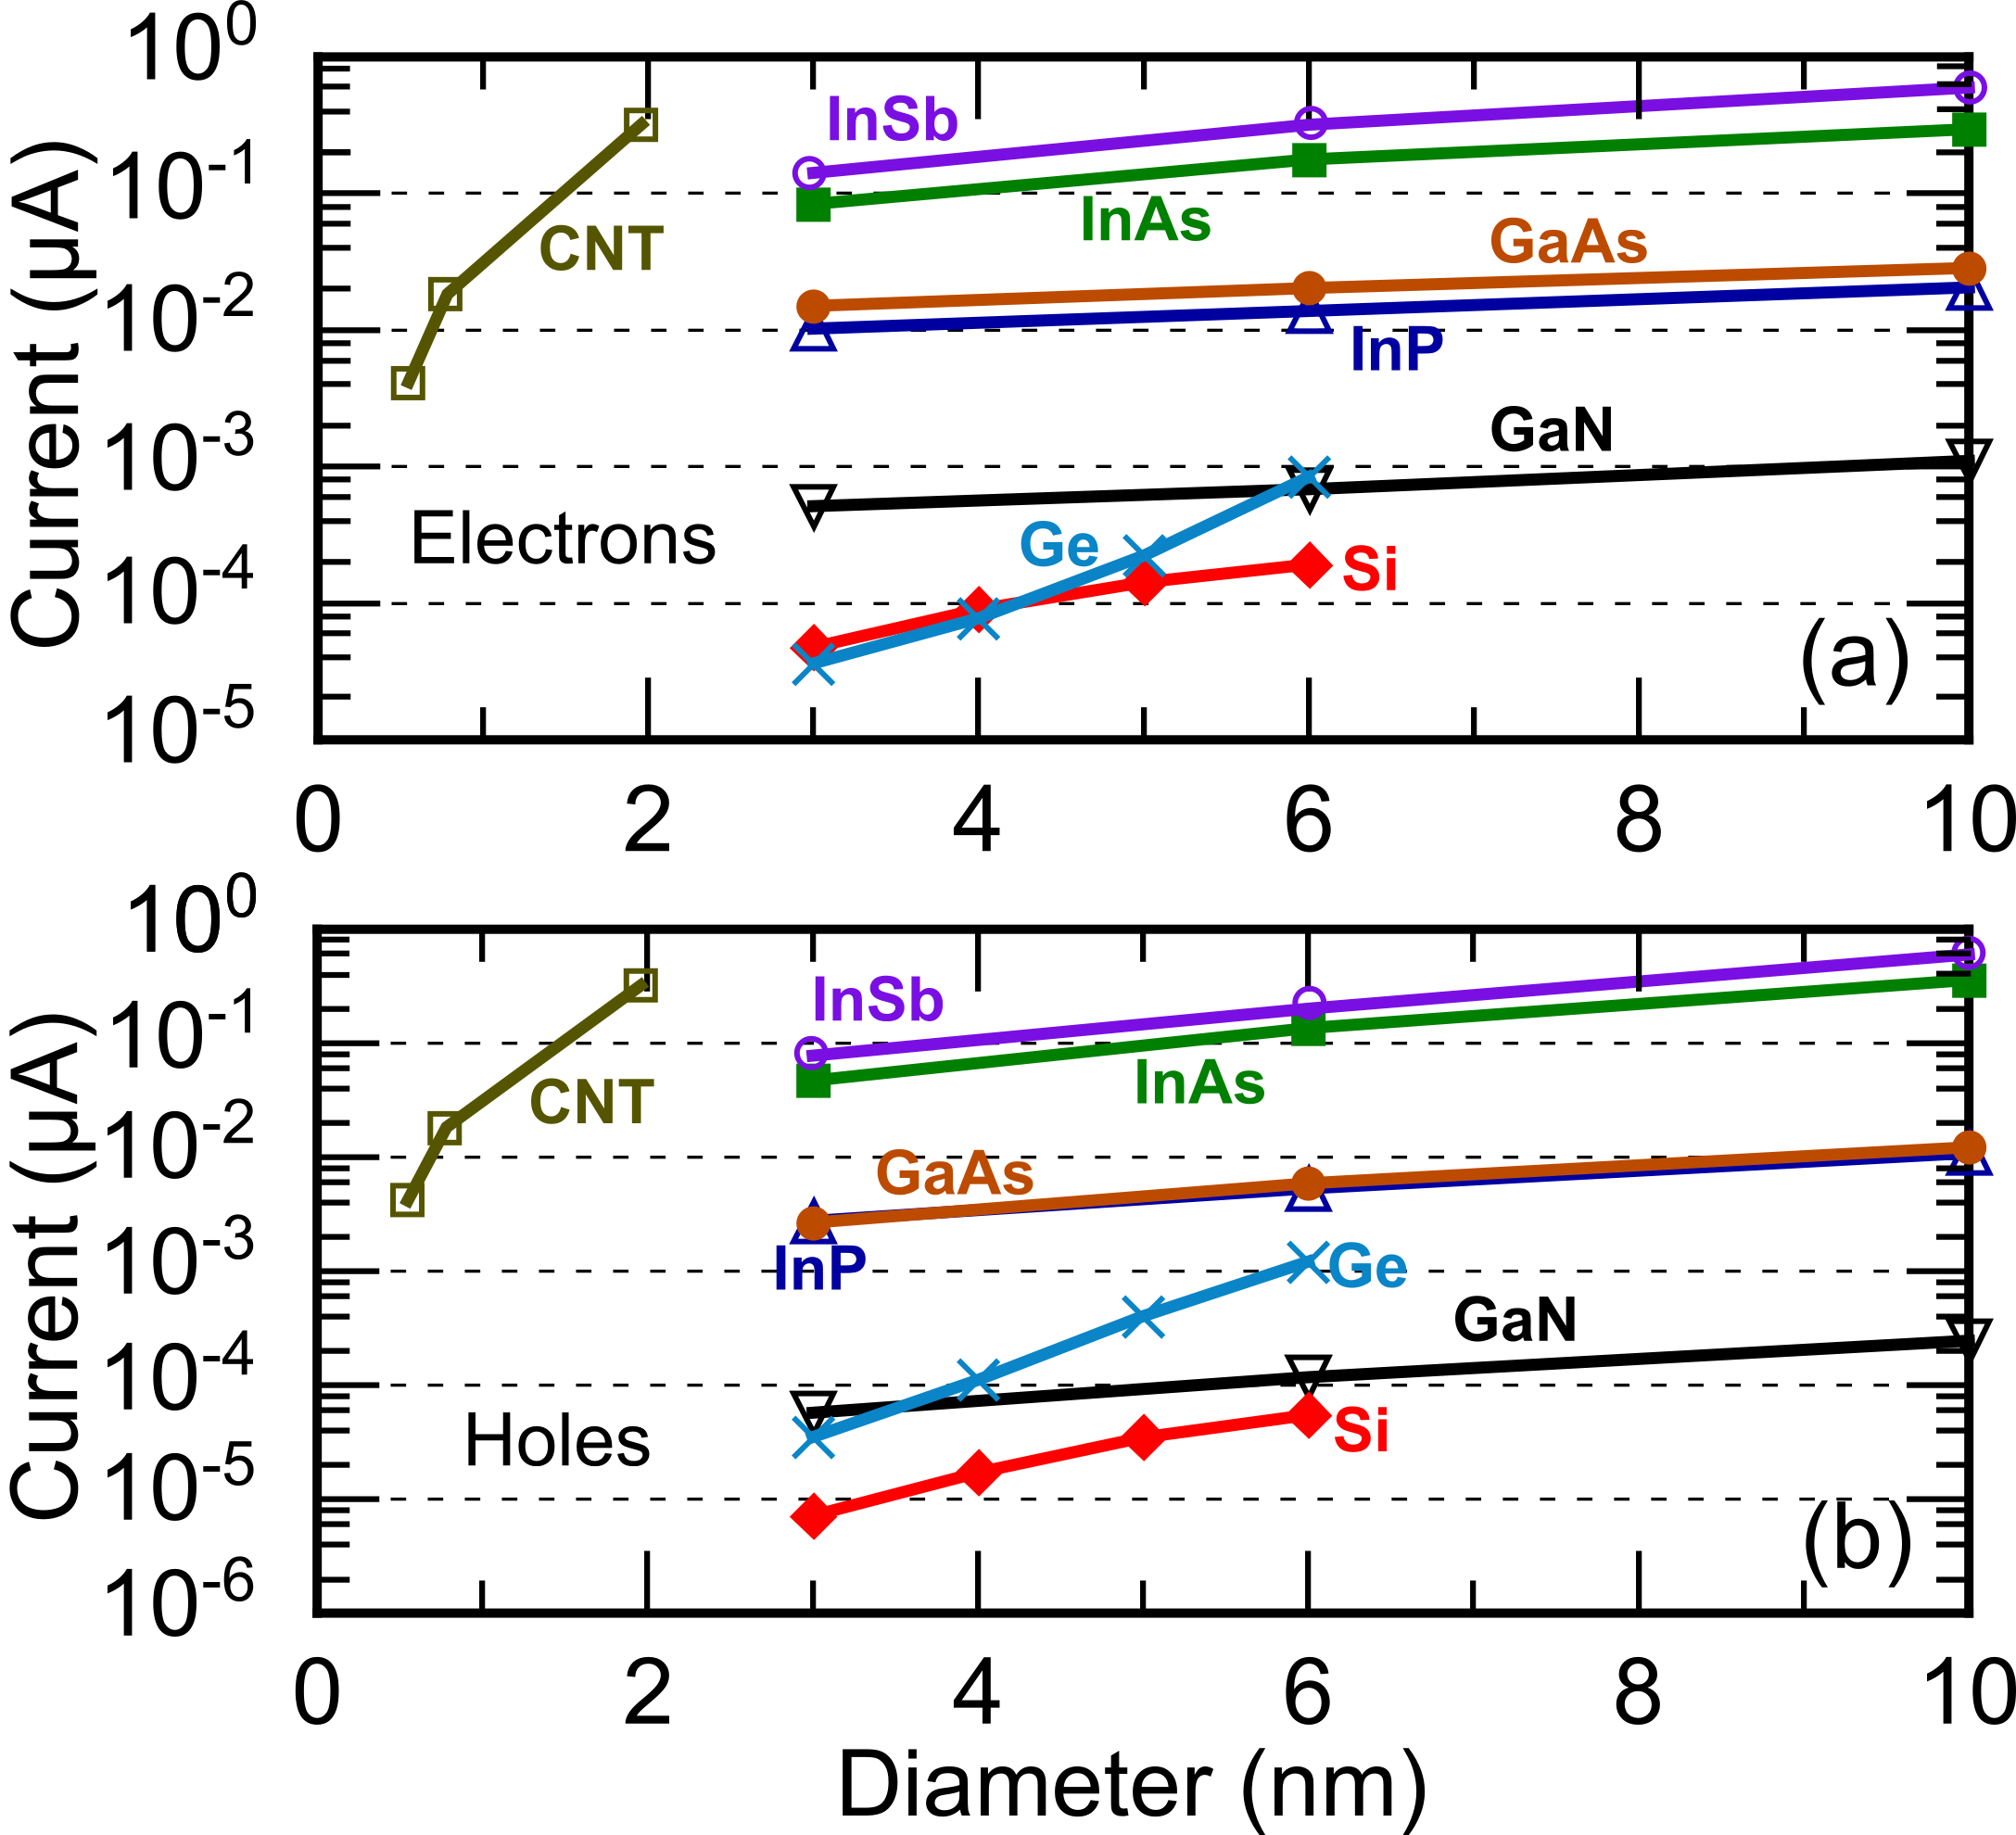 10^0
InSb
10^-1
Current (μA)
CNT
InAs
GaAs
10^-2
InP
10^-3
GaN
Electrons
Ge
Si
10^-4
(a)
10^-5
0 2 4 6 8 10
10^0
InSb
10^-1
Current (μA)
CNT
InAs
10^-2
GaAs
10^-3
InP
Ge
GaN
10^-4
Holes
Si
10^-5
(b)
10^-6
0 2 4 6 8 10
Diameter (nm)